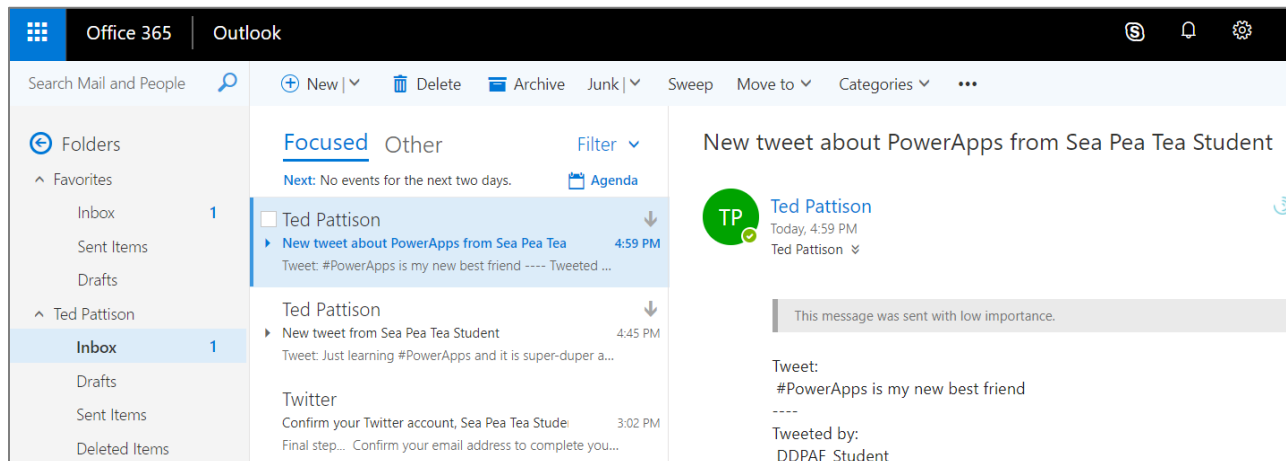 Office 365 Outlook
Search Mail and People
New Delete Archive Junk Sweep Move to Categories •••
Folders
Favorites
Inbox 1
Sent Items
Drafts
Ted Pattison
Inbox 1
Drafts
Sent Items
Deleted Items
Focused Other Filter
Next: No events for the next two days. Agenda
Ted Pattison
New tweet about PowerApps from Sea Pea Tea 4:59 PM
Tweet: #PowerApps is my new best friend ---- Tweeted ...
Ted Pattison
New tweet from Sea Pea Tea Student 4:45 PM
Tweet: Just learning #PowerApps and it is super-duper a...
Twitter
Confirm your Twitter account, Sea Pea Tea Stude 3:02 PM
Final step... Confirm your email address to complete you...
New tweet about PowerApps from Sea Pea Tea Student
TP
Ted Pattison
Today, 4:59 PM
Ted Pattison
This message was sent with low importance.
Tweet:
#PowerApps is my new best friend
----
Tweeted by:
DDPAF Student